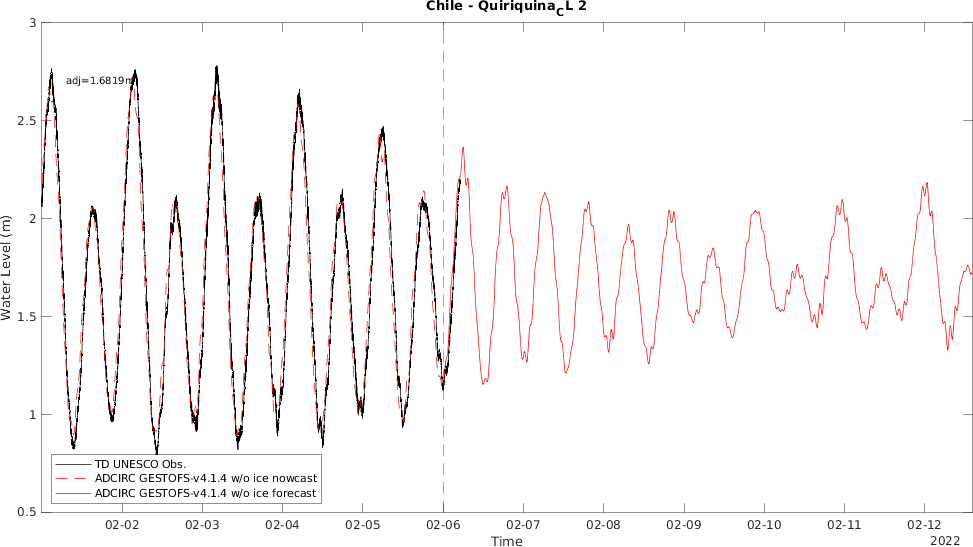 Chile - Quiriquina_CL 2
3
2.5
2
1.5
1
0.5
Water Level (m)
adj=1.6819m
TD UNESCO Obs.
ADCIRC GESTOFS-v4.1.4 w/o ice nowcast
ADCIRC GESTOFS-v4.1.4 w/o ice forecast
02-02 02-03 02-04 02-05 02-06 02-07 02-08 02-09 02-10 02-11 02-12
Time
2022